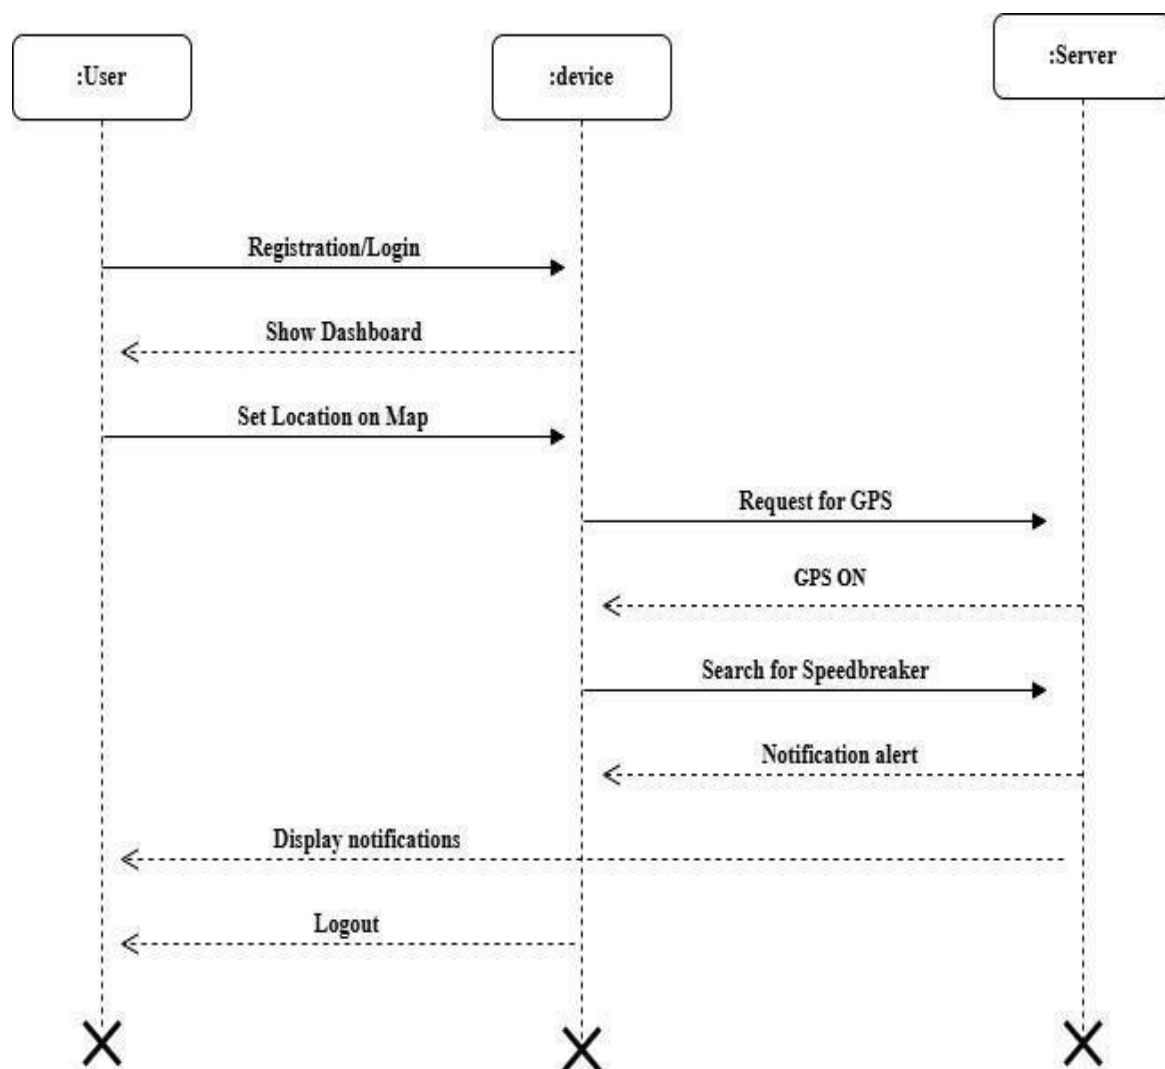 :User
:device
:Server
Registration/Login
Show Dashboard
Set Location on Map
Request for GPS
GPS ON
Search for Speedbreaker
Notification alert
Display notifications
Logout